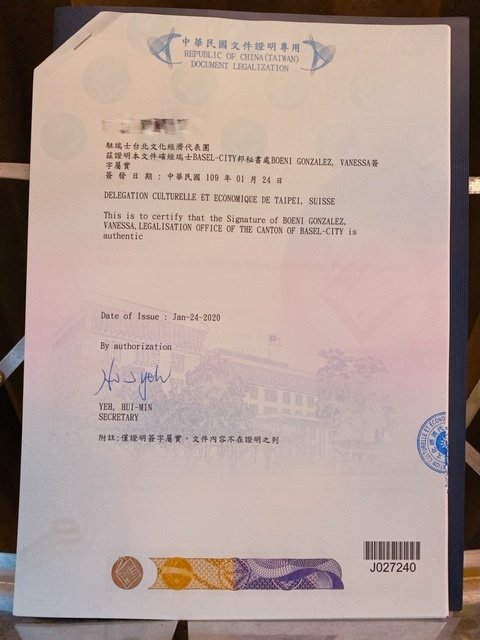 中華民國文件證明專用
REPUBLIC OF CHINA(TAIWAN)
DOCUMENT LEGALIZATION
駐瑞士台北文化經濟代表團
茲證明本文件確經瑞士BASEL-CITY邦秘書處BOENI GONZALEZ, VANESSA簽
字屬實
簽發日期：中華民國 109 年 01 月 24 日
DELEGATION CULTURELLE ET ECONOMIQUE DE TAIPEI, SUISSE
This is to certify that the Signature of BOENI GONZALEZ,
VANESSA,LEGALISATION OFFICE OF THE CANTON OF BASEL-CITY is
authentic
Date of Issue : Jan-24-2020
By authorization
YEH, HUI-MIN
SECRETARY
附註:僅證明簽字屬實，文件內容不在證明之列
J027240